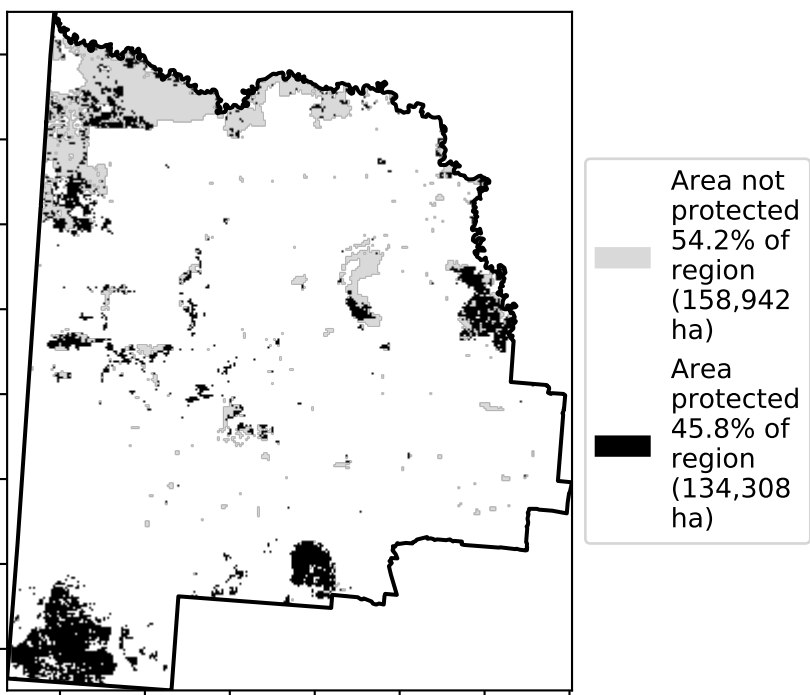 Area not
protected
54.2% of
region
(158,942
ha)
Area
protected
45.8% of
region
(134,308
ha)